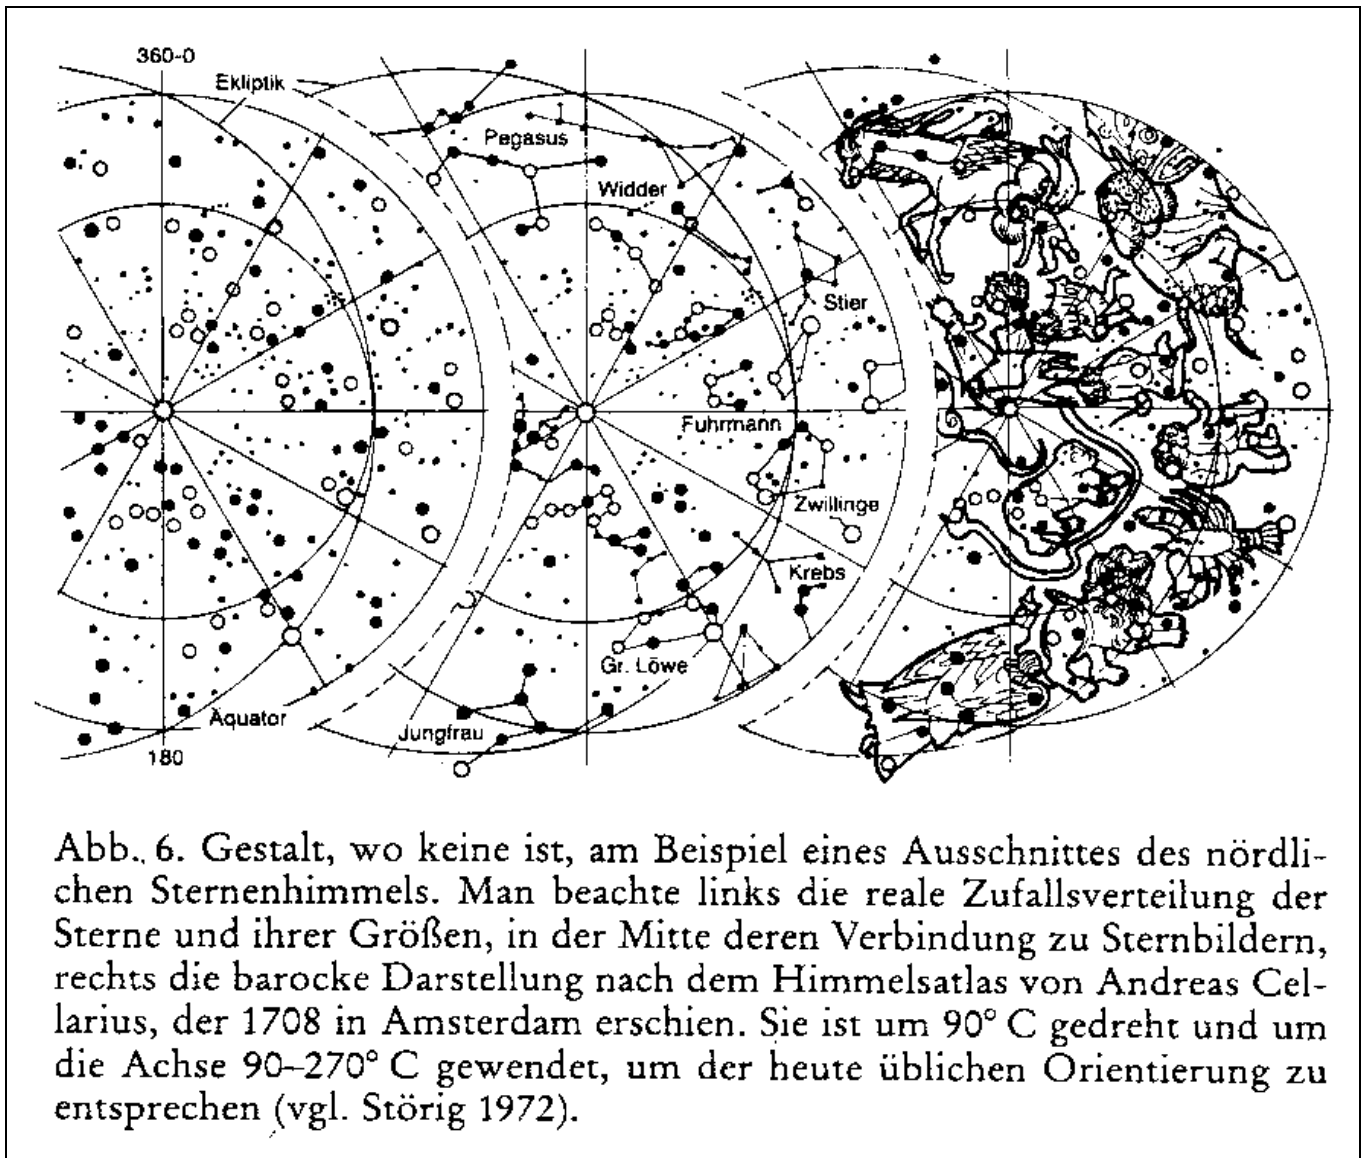 360-0
Ekliptik
Pegasus
Widder
Stier
Fuhrmann
Zwillinge
Krebs
Gr. Löwe
Jungfrau
Äquator
180
Abb. 6. Gestalt, wo keine ist, am Beispiel eines Ausschnittes des nördli-
chen Sternenhimmels. Man beachte links die reale Zufallsverteilung der
Sterne und ihrer Größen, in der Mitte deren Verbindung zu Sternbildern,
rechts die barocke Darstellung nach dem Himmelsatlas von Andreas Cel-
larius, der 1708 in Amsterdam erschien. Sie ist um 90° C gedreht und um
die Achse 90–270° C gewendet, um der heute üblichen Orientierung zu
entsprechen (vgl. Störig 1972).